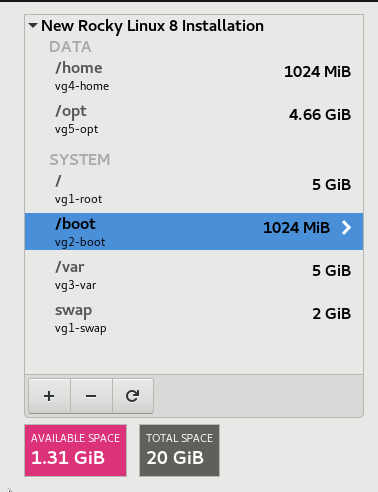 New Rocky Linux 8 Installation
DATA
/home 1024 MiB
vg4-home
/opt 4.66 GiB
vg5-opt
SYSTEM
/ 5 GiB
vg1-root
/boot 1024 MiB
vg2-boot
/var 5 GiB
vg3-var
swap 2 GiB
vg1-swap
AVAILABLE SPACE
1.31 GiB
TOTAL SPACE
20 GiB